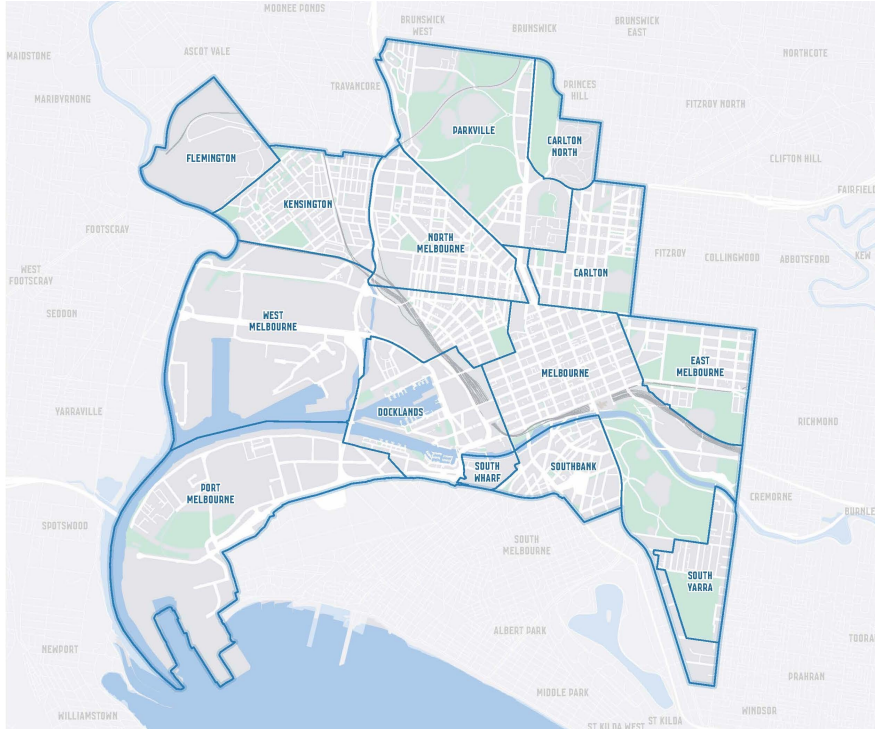 MOONEE PONDS
BRUNSWICK
WEST
BRUNSWICK
BRUNSWICK
EAST
MAIDSTONE
ASCOT VALE
NORTHCOTE
MARIBYRNONG
TRAVANCORE
PRINCES
HILL
FITZROY NORTH
PARKVILLE
CARLTON
NORTH
FLEMINGTON
CLIFTON HILL
FAIRFIELD
KENSINGTON
FOOTSCRAY
NORTH
MELBOURNE
FITZROY
COLLINGWOOD
ABBOTSFORD
KEW
WEST
FOOTSCRAY
CARLTON
SEDDON
WEST
MELBOURNE
EAST
MELBOURNE
MELBOURNE
YARRAVILLE
DOCKLANDS
RICHMOND
SOUTH
WHARF
SOUTHBANK
PORT
MELBOURNE
CREMORNE
BURNLE
SPOTSWOOD
SOUTH
MELBOURNE
SOUTH
YARRA
ALBERT PARK
TOORA
NEWPORT
PRAHRAN
MIDDLE PARK
WINDSOR
WILLIAMSTOWN
ST KILDA WEST
ST KILDA